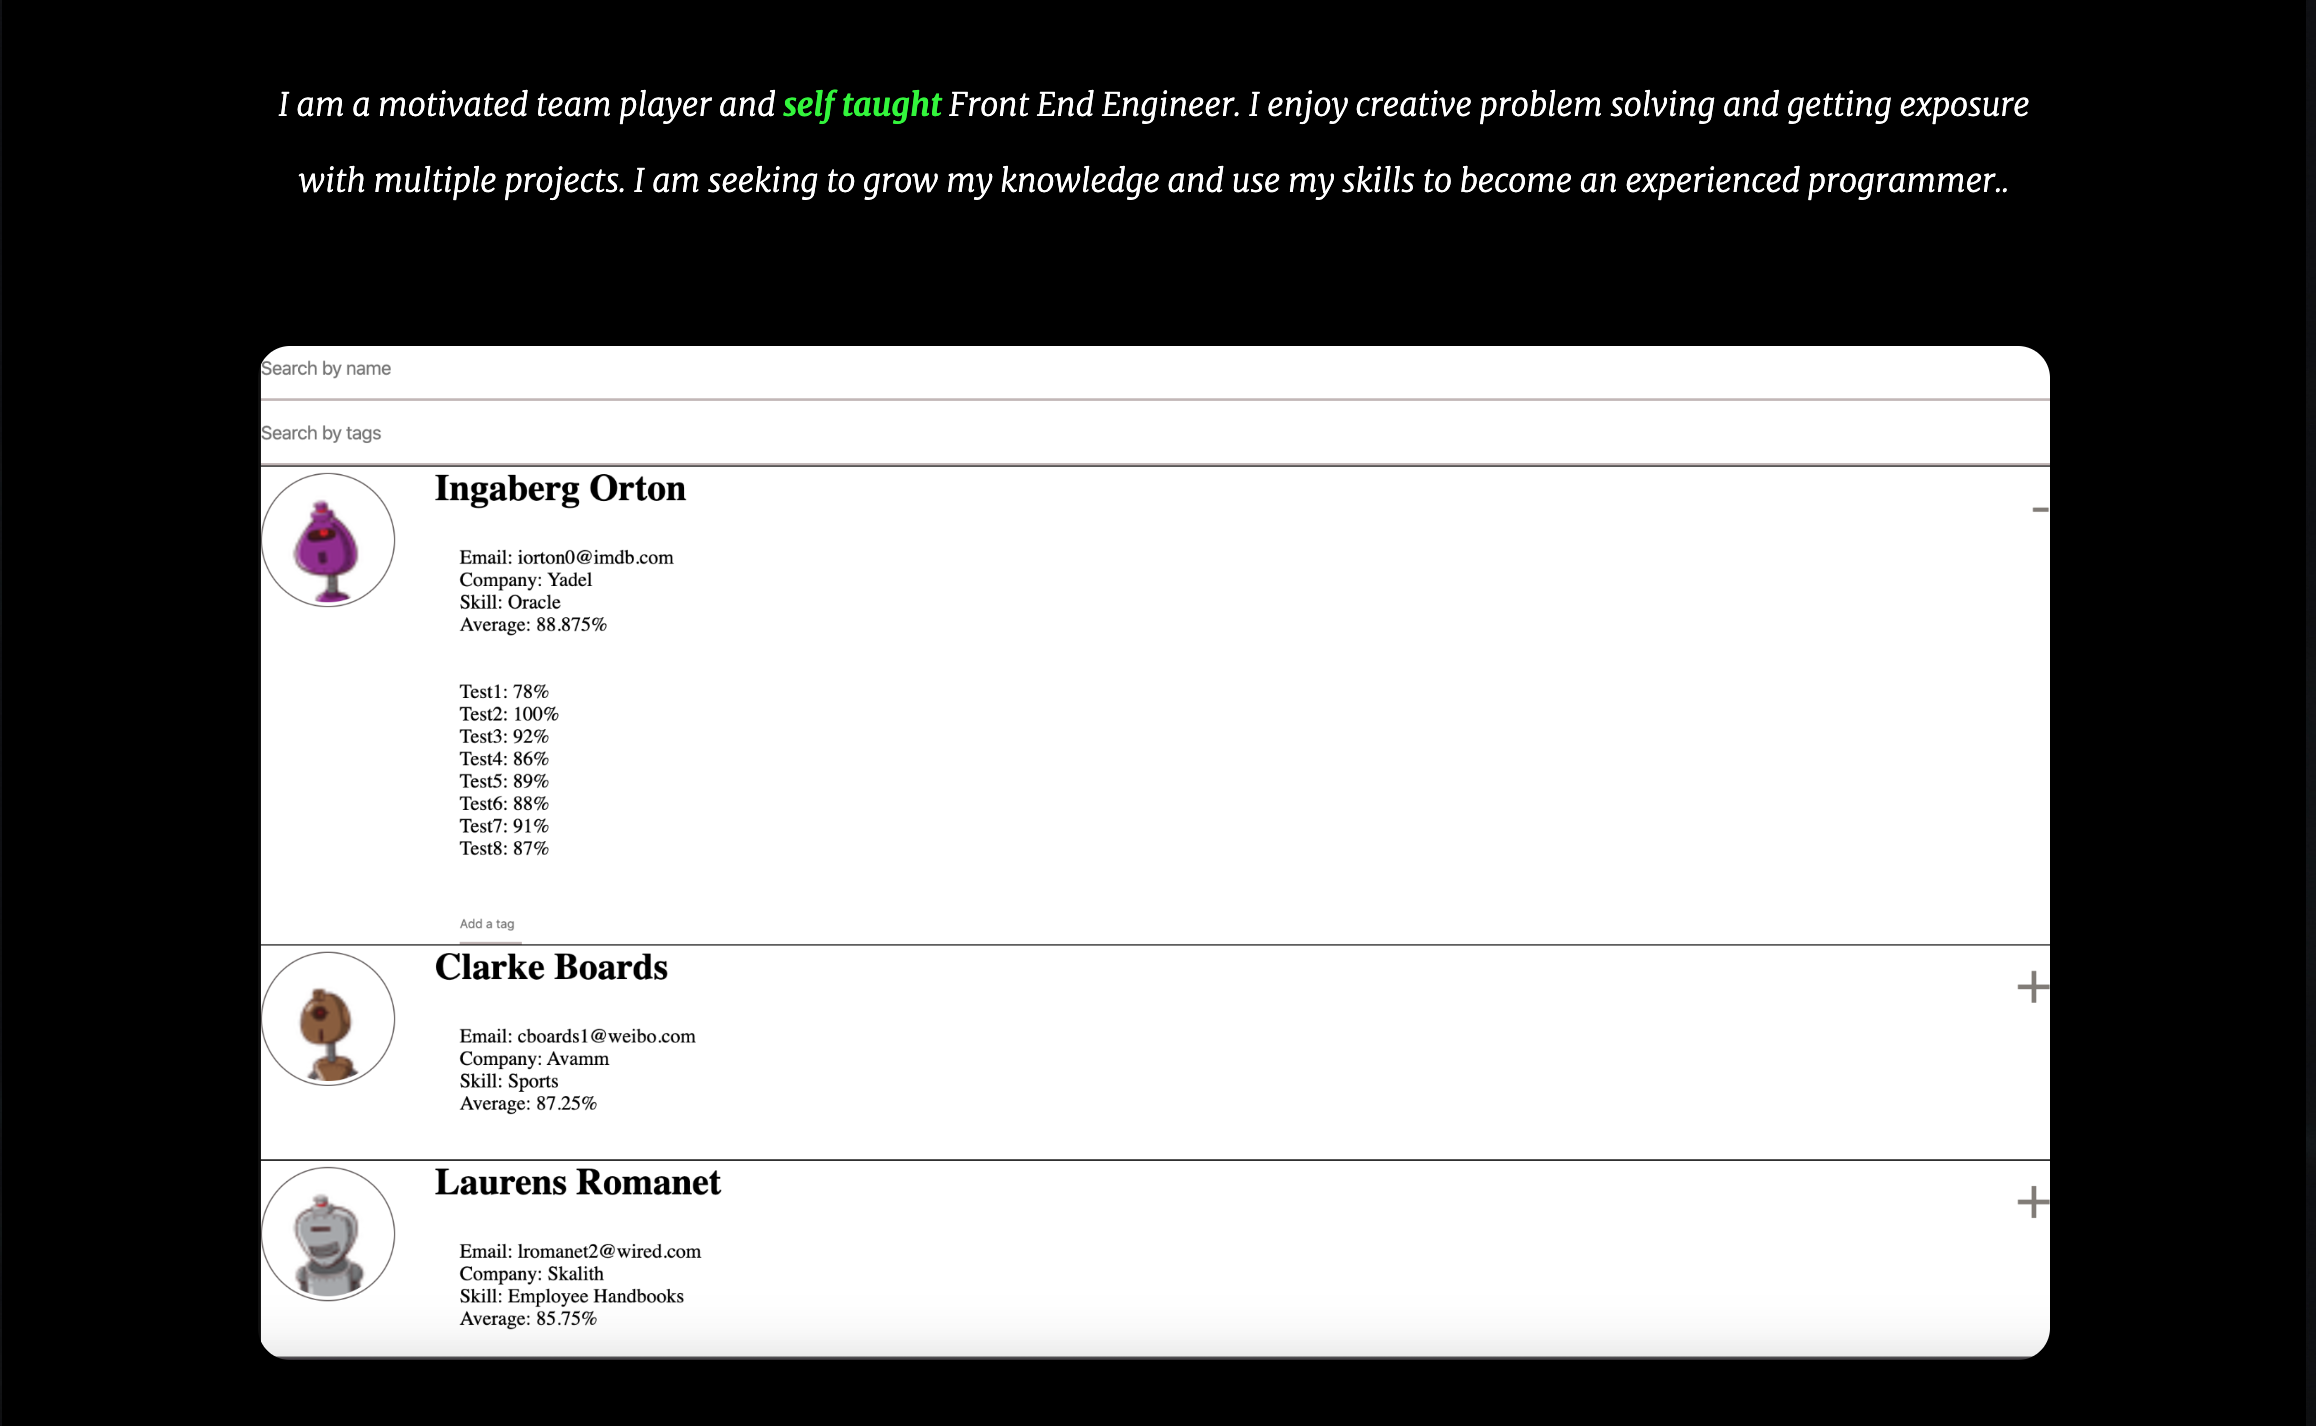 I am a motivated team player and self taught Front End Engineer. I enjoy creative problem solving and getting exposure
with multiple projects. I am seeking to grow my knowledge and use my skills to become an experienced programmer..
Search by name
Search by tags
Ingaberg Orton
-
Email: iorton0@imdb.com
Company: Yadel
Skill: Oracle
Average: 88.875%
Test1: 78%
Test2: 100%
Test3: 92%
Test4: 86%
Test5: 89%
Test6: 88%
Test7: 91%
Test8: 87%
Add a tag
Clarke Boards
+
Email: cboards1@weibo.com
Company: Avamm
Skill: Sports
Average: 87.25%
Laurens Romanet
+
Email: lromanet2@wired.com
Company: Skalith
Skill: Employee Handbooks
Average: 85.75%